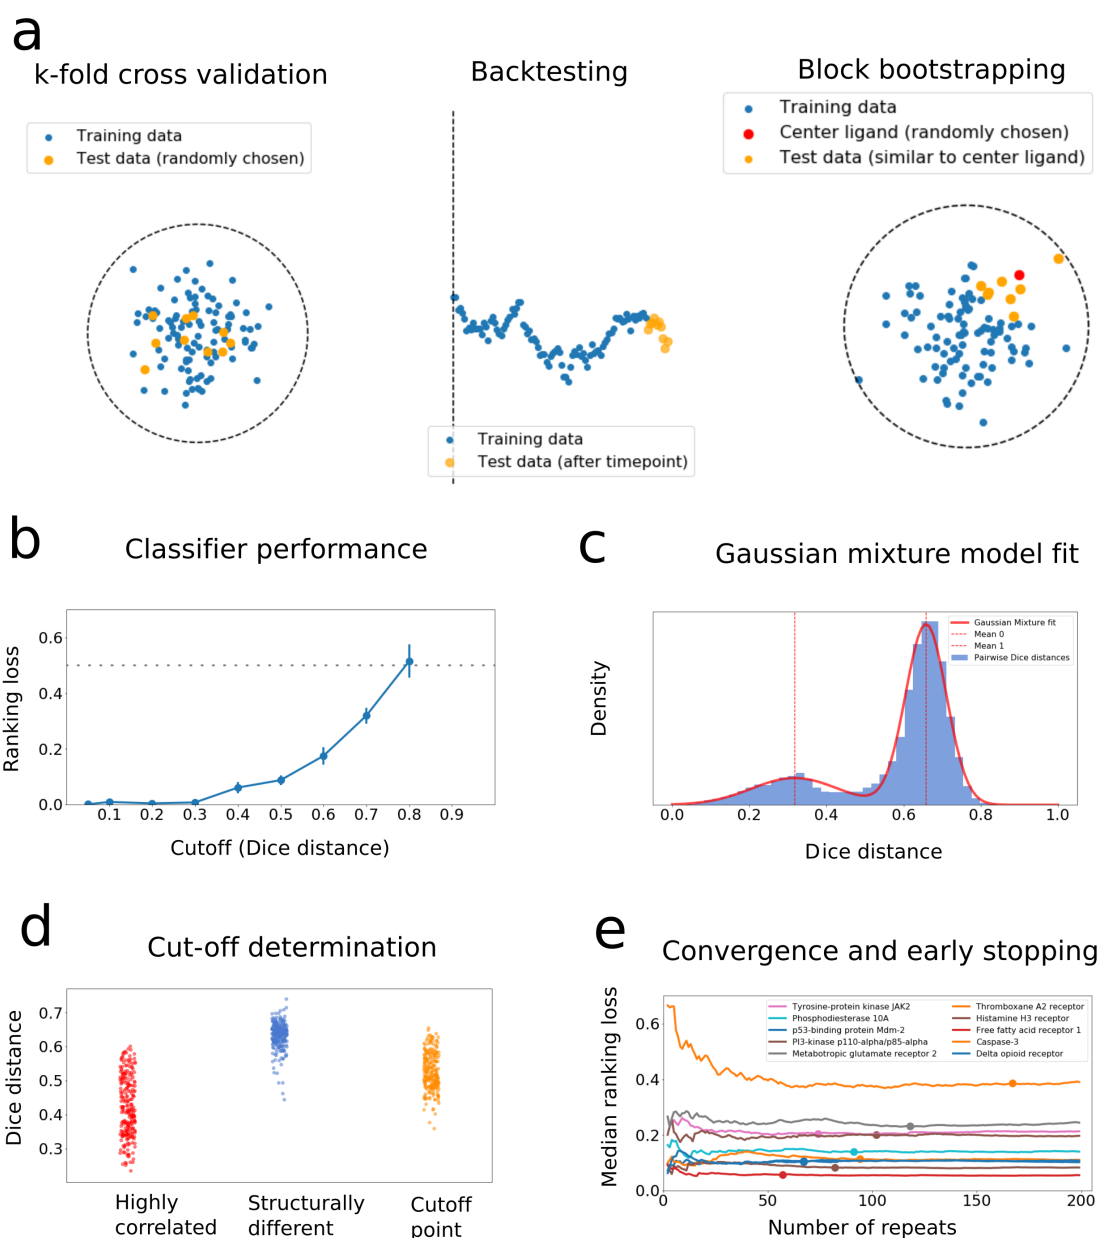 a
k-fold cross validation
Training data
Test data (randomly chosen)
Backtesting
Training data
Test data (after timepoint)
Block bootstrapping
Training data
Center ligand (randomly chosen)
Test data (similar to center ligand)
b
Classifier performance
Ranking loss
0.6
0.4
0.2
0.0
0.1 0.2 0.3 0.4 0.5 0.6 0.7 0.8 0.9
Cutoff (Dice distance)
c
Gaussian mixture model fit
Density
Gaussian Mixture fit
Mean 0
Mean 1
Pairwise Dice distances
0.0 0.2 0.4 0.6 0.8 1.0
Dice distance
d
Cut-off determination
Dice distance
0.7
0.6
0.5
0.4
0.3
Highly
correlated
Structurally
different
Cutoff
point
e
Convergence and early stopping
Median ranking loss
0.6
0.4
0.2
0.0
Tyrosine-protein kinase JAK2
Phosphodiesterase 10A
p53-binding protein Mdm-2
PI3-kinase p110-alpha/p85-alpha
Metabotropic glutamate receptor 2
Thromboxane A2 receptor
Histamine H3 receptor
Free fatty acid receptor 1
Caspase-3
Delta opioid receptor
0 50 100 150 200
Number of repeats